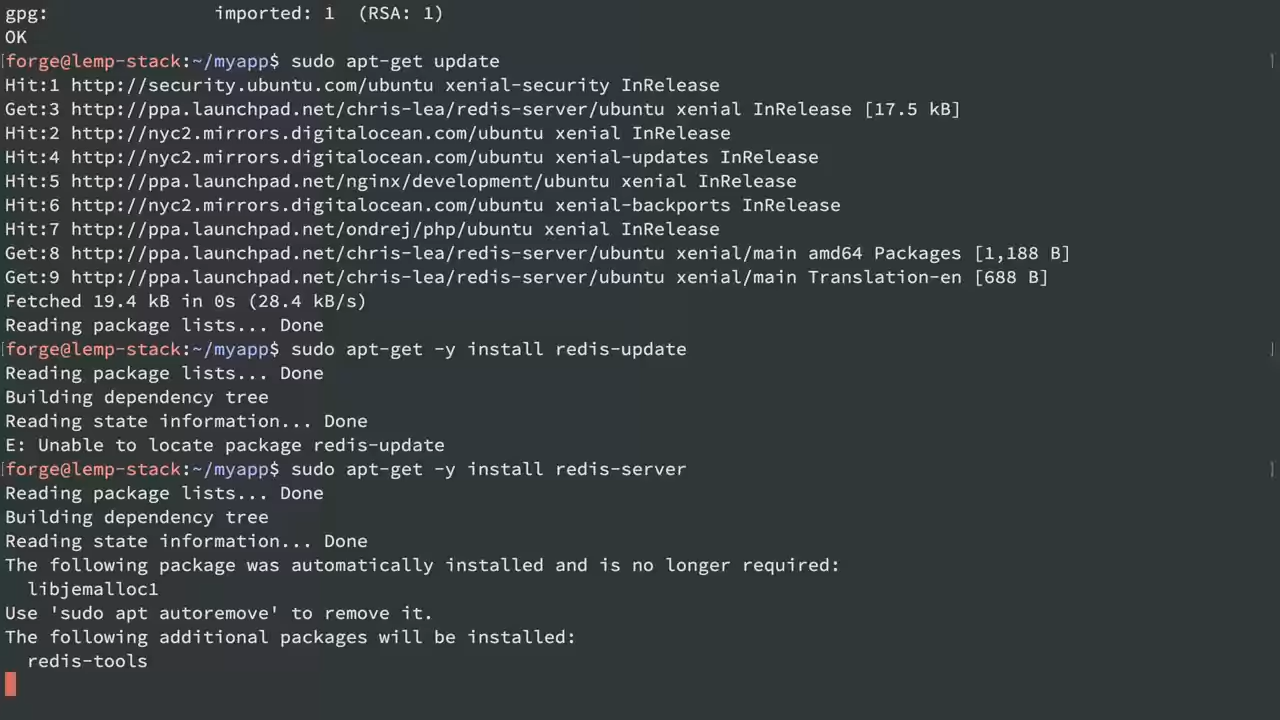 gpg:               imported: 1  (RSA: 1)
OK
[forge@lemp-stack:~/myapp$ sudo apt-get update ]
Hit:1 http://security.ubuntu.com/ubuntu xenial-security InRelease
Get:3 http://ppa.launchpad.net/chris-lea/redis-server/ubuntu xenial InRelease [17.5 kB]
Hit:2 http://nyc2.mirrors.digitalocean.com/ubuntu xenial InRelease
Hit:4 http://nyc2.mirrors.digitalocean.com/ubuntu xenial-updates InRelease
Hit:5 http://ppa.launchpad.net/nginx/development/ubuntu xenial InRelease
Hit:6 http://nyc2.mirrors.digitalocean.com/ubuntu xenial-backports InRelease
Hit:7 http://ppa.launchpad.net/ondrej/php/ubuntu xenial InRelease
Get:8 http://ppa.launchpad.net/chris-lea/redis-server/ubuntu xenial/main amd64 Packages [1,188 B]
Get:9 http://ppa.launchpad.net/chris-lea/redis-server/ubuntu xenial/main Translation-en [688 B]
Fetched 19.4 kB in 0s (28.4 kB/s)
Reading package lists... Done
[forge@lemp-stack:~/myapp$ sudo apt-get -y install redis-update ]
Reading package lists... Done
Building dependency tree
Reading state information... Done
E: Unable to locate package redis-update
[forge@lemp-stack:~/myapp$ sudo apt-get -y install redis-server ]
Reading package lists... Done
Building dependency tree
Reading state information... Done
The following package was automatically installed and is no longer required:
  libjemalloc1
Use 'sudo apt autoremove' to remove it.
The following additional packages will be installed:
  redis-tools